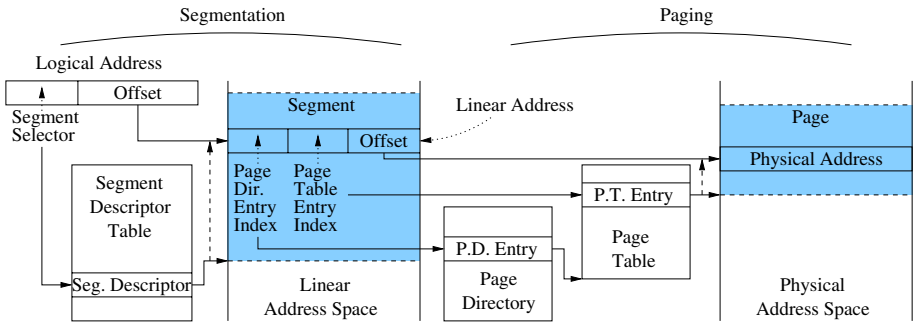 Segmentation
Paging
Logical Address
Offset
Segment
Selector
Segment
Descriptor
Table
Seg. Descriptor
Segment
Linear Address
Offset
Page
Dir.
Entry
Index
Page
Table
Entry
Index
Linear
Address Space
P.D. Entry
Page
Directory
P.T. Entry
Page
Table
Page
Physical Address
Physical
Address Space